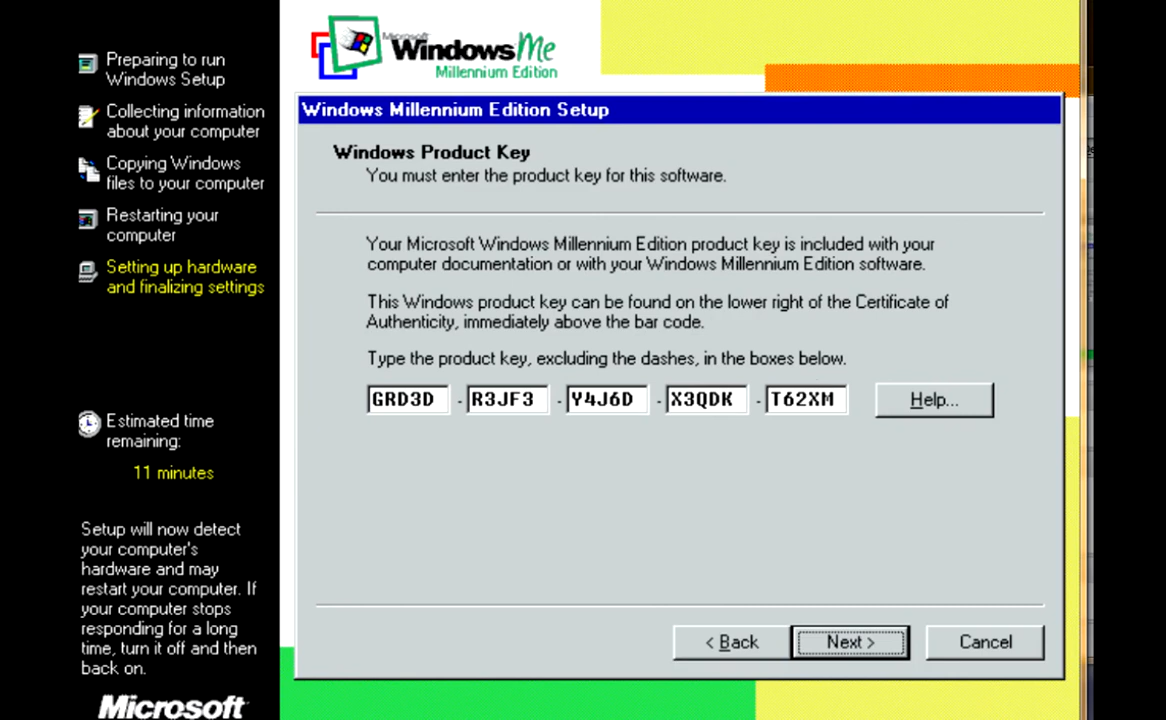 Preparing to run
Windows Setup
Collecting information
about your computer
Copying Windows
files to your computer
Restarting your
computer
Setting up hardware
and finalizing settings
Estimated time
remaining:
11 minutes
Setup will now detect
your computer's
hardware and may
restart your computer. If
your computer stops
responding for a long
time, turn it off and then
back on.
Microsoft
Microsoft
Windows Me
Millennium Edition
Windows Millennium Edition Setup
Windows Product Key
You must enter the product key for this software.
Your Microsoft Windows Millennium Edition product key is included with your
computer documentation or with your Windows Millennium Edition software.
This Windows product key can be found on the lower right of the Certificate of
Authenticity, immediately above the bar code.
Type the product key, excluding the dashes, in the boxes below.
GRD3D - R3JF3 - Y4J6D - X3QDK - T62XM Help...
< Back Next > Cancel